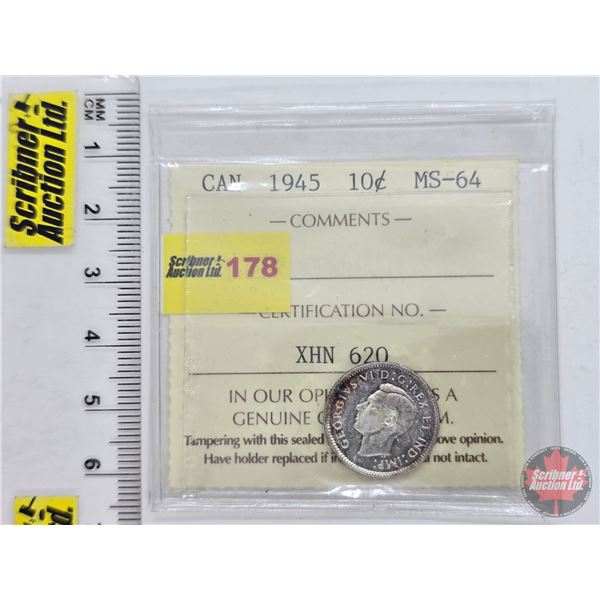 Scribner
Auction Ltd.
MM
CM
1
2
3
4
5
6
CAN 1945 10¢ MS-64
— COMMENTS —
Scribner
Auction Ltd. 178
CERTIFICATION NO. —
XHN 620
IN OUR A
GENUINE
Tampering with this sealed opinion.
Have holder replaced if not intact.
GEORGIVS VI D:G:REX ET IND:IMP:
Scribner
Auction Ltd.